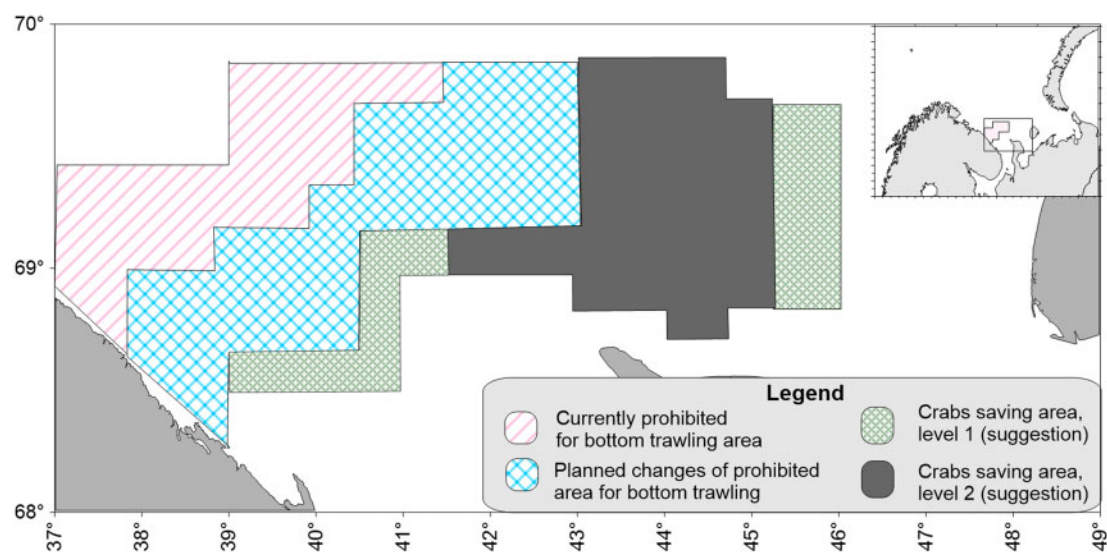 70°
69°
68°
37°
38°
39°
40°
41°
42°
43°
44°
45°
46°
47°
48°
49°
Legend
Currently prohibited
for bottom trawling area
Planned changes of prohibited
area for bottom trawling
Crabs saving area,
level 1 (suggestion)
Crabs saving area,
level 2 (suggestion)